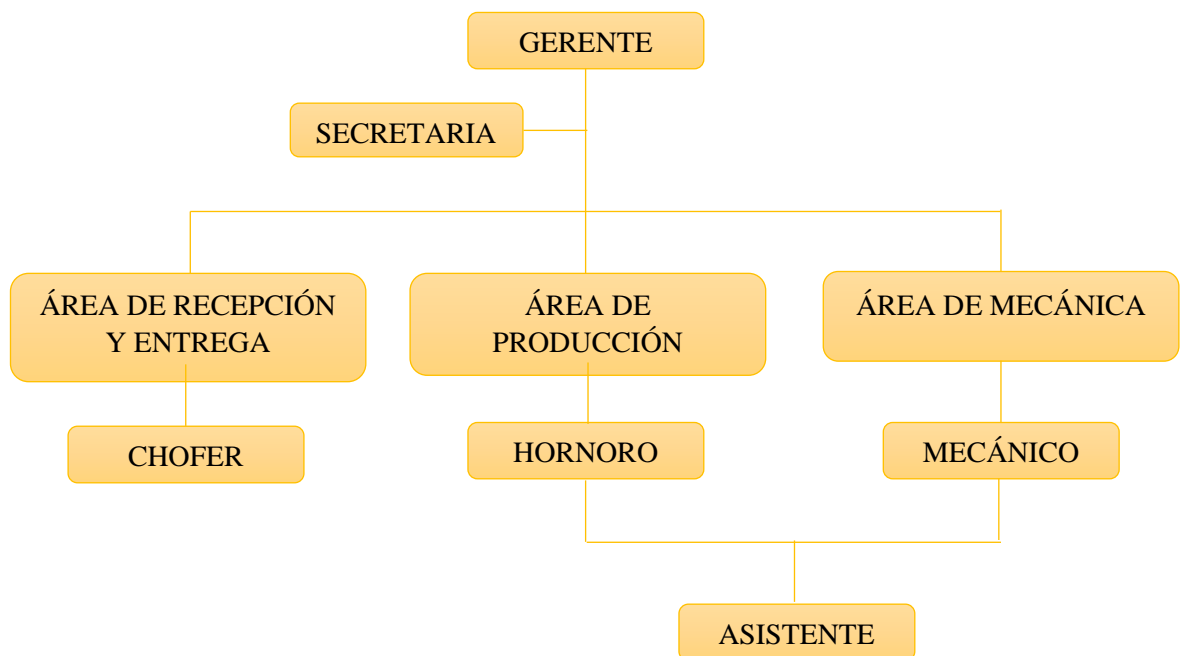 GERENTE
SECRETARIA
ÁREA DE RECEPCIÓN
Y ENTREGA
ÁREA DE
PRODUCCIÓN
ÁREA DE MECÁNICA
CHOFER
HORNORO
MECÁNICO
ASISTENTE